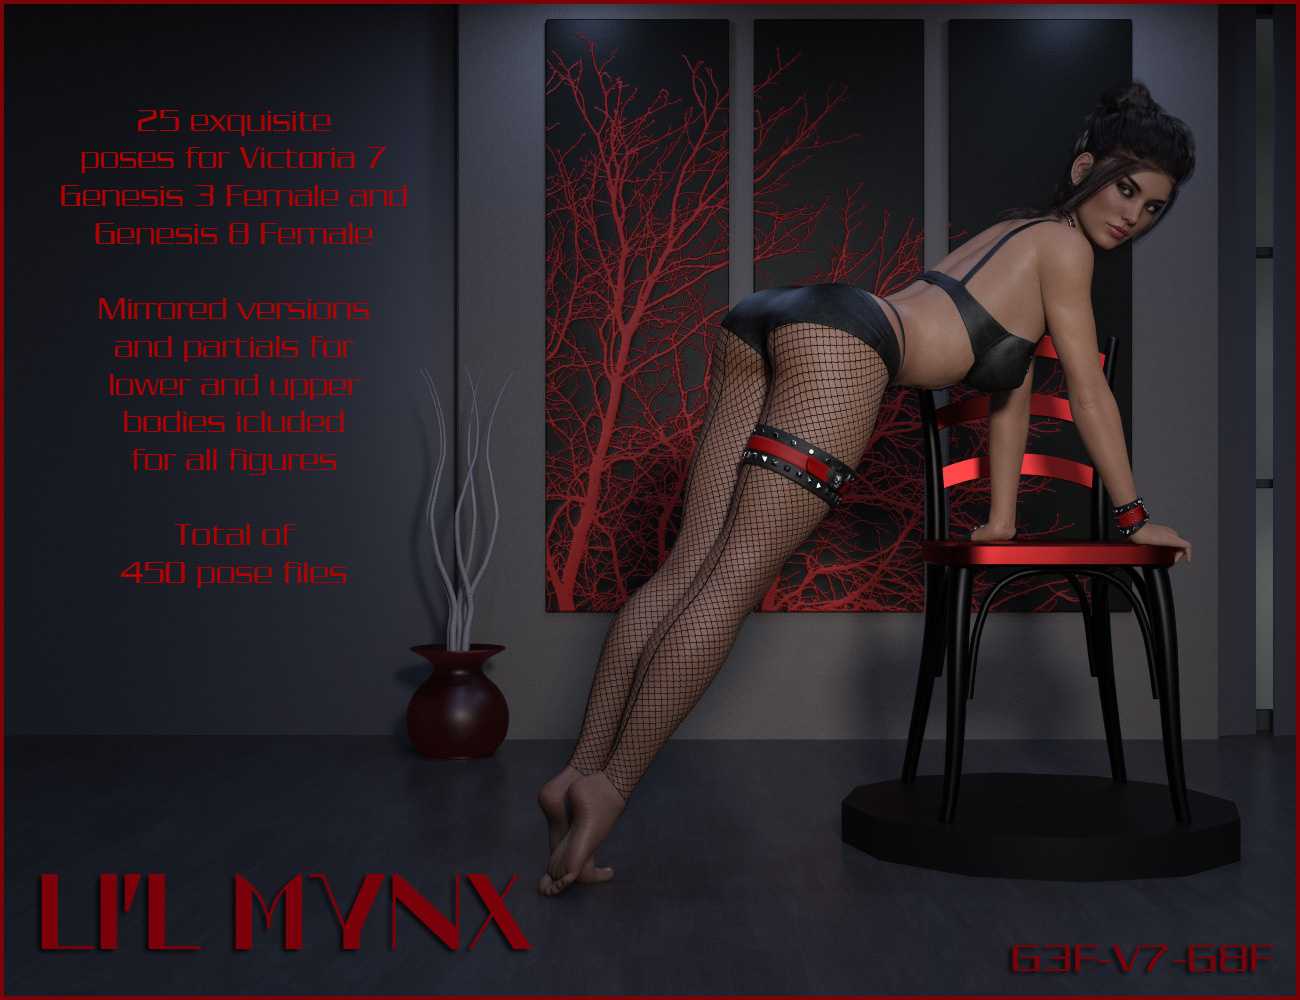 25 exquisite
poses for Victoria 7
Genesis 3 Female and
Genesis 8 Female
Mirrored versions
and partials for
lower and upper
bodies icluded
for all figures
Total of
450 pose files
LI'L MYNX
G3F-V7-G8F